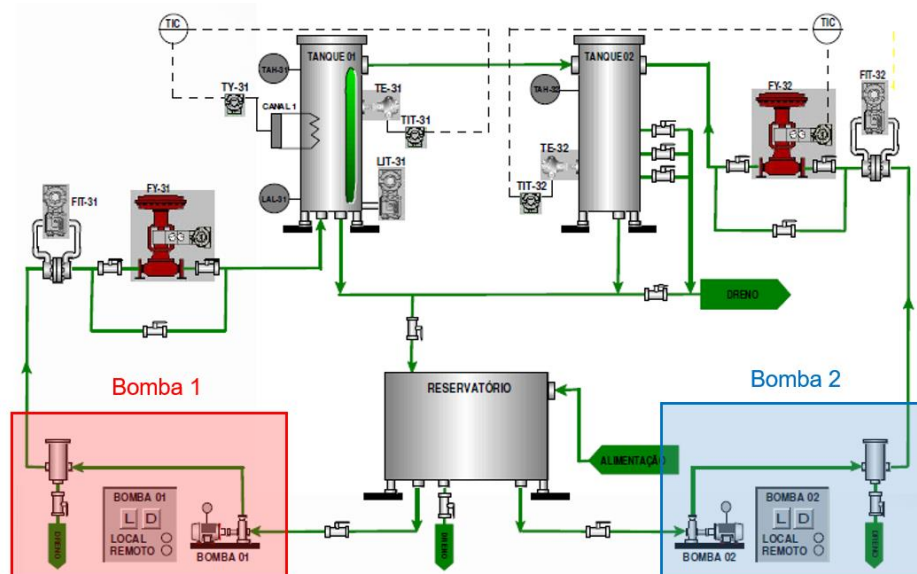 TIC
TIC
TANQUE 01
TANQUE 02
FIT-32
TAH-31
TY-31
TE-31
FY-32
CANAL 1
TIT-31
TE-32
LIT-31
TIT-32
LAL-31
FIT-31
FY-31
DRENO
Bomba 1
RESERVATÓRIO
Bomba 2
ALIMENTAÇÃO
BOMBA 01
L D
LOCAL
REMOTO
BOMBA 01
DRENO
DRENO
BOMBA 02
L D
LOCAL
REMOTO
BOMBA 02
DRENO